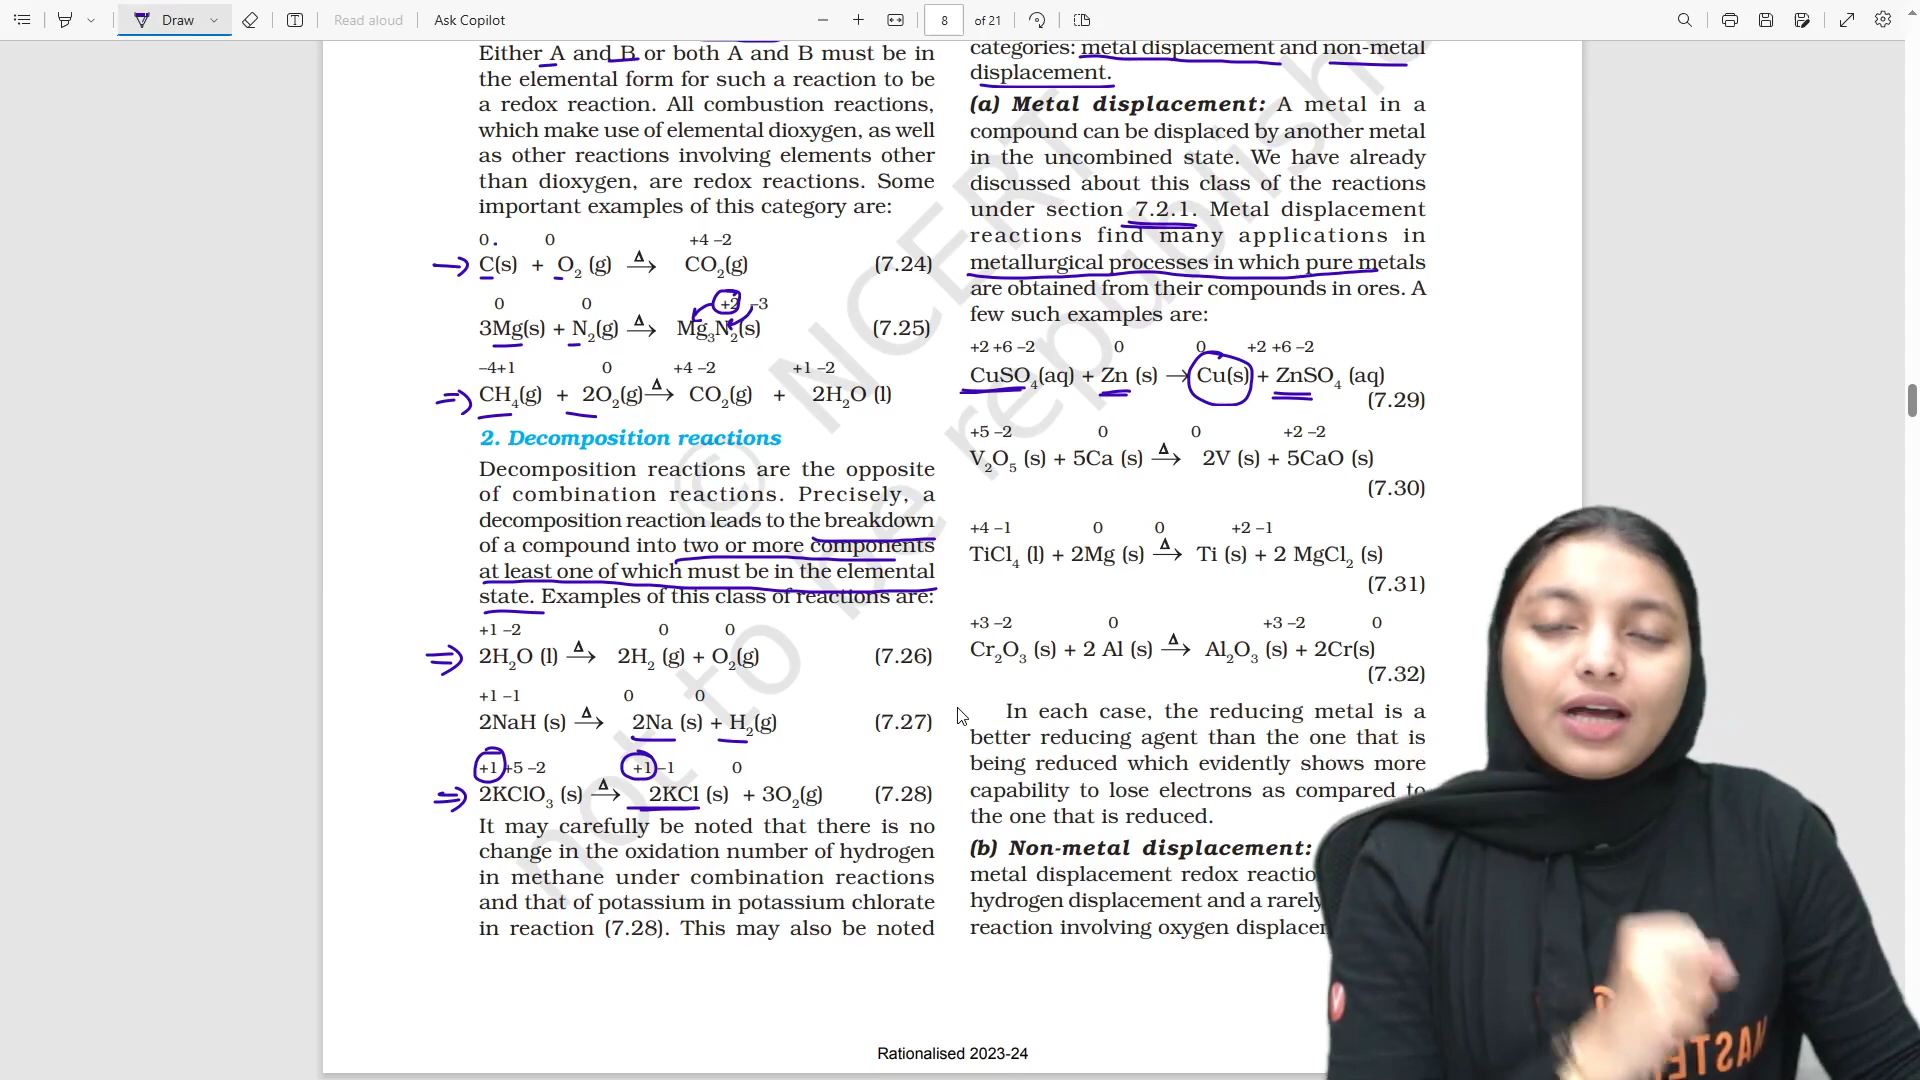 Draw
Read aloud
Ask Copilot
8
of 21
Either A and B or both A and B must be in
the elemental form for such a reaction to be
a redox reaction. All combustion reactions,
which make use of elemental dioxygen, as well
as other reactions involving elements other
than dioxygen, are redox reactions. Some
important examples of this category are:
0 0 +4 –2
C(s) + O2 (g) Δ→ CO2(g) (7.24)
0 0 +2 –3
3Mg(s) + N2(g) Δ→ Mg3N2(s) (7.25)
–4+1 0 +4 –2 +1 –2
CH4(g) + 2O2(g) Δ→ CO2(g) + 2H2O (l)
2. Decomposition reactions
Decomposition reactions are the opposite
of combination reactions. Precisely, a
decomposition reaction leads to the breakdown
of a compound into two or more components
at least one of which must be in the elemental
state. Examples of this class of reactions are:
+1 –2 0 0
2H2O (l) Δ→ 2H2 (g) + O2(g) (7.26)
+1 –1 0 0
2NaH (s) Δ→ 2Na (s) + H2(g) (7.27)
+1 +5 –2 +1 –1 0
2KClO3 (s) Δ→ 2KCl (s) + 3O2(g) (7.28)
It may carefully be noted that there is no
change in the oxidation number of hydrogen
in methane under combination reactions
and that of potassium in potassium chlorate
in reaction (7.28). This may also be noted
categories: metal displacement and non-metal
displacement.
(a) Metal displacement: A metal in a
compound can be displaced by another metal
in the uncombined state. We have already
discussed about this class of the reactions
under section 7.2.1. Metal displacement
reactions find many applications in
metallurgical processes in which pure metals
are obtained from their compounds in ores. A
few such examples are:
+2 +6 –2 0 0 +2 +6 –2
CuSO4(aq) + Zn (s) → Cu(s) + ZnSO4 (aq)
(7.29)
+5 –2 0 0 +2 –2
V2O5 (s) + 5Ca (s) Δ→ 2V (s) + 5CaO (s)
(7.30)
+4 –1 0 0 +2 –1
TiCl4 (l) + 2Mg (s) Δ→ Ti (s) + 2 MgCl2 (s)
(7.31)
+3 –2 0 +3 –2 0
Cr2O3 (s) + 2 Al (s) Δ→ Al2O3 (s) + 2Cr(s)
(7.32)
In each case, the reducing metal is a
better reducing agent than the one that is
being reduced which evidently shows more
capability to lose electrons as compared to
the one that is reduced.
(b) Non-metal displacement:
metal displacement redox
hydrogen displacement and a rarely
reaction involving oxygen
© NCERT
not to be republished
Rationalised 2023-24